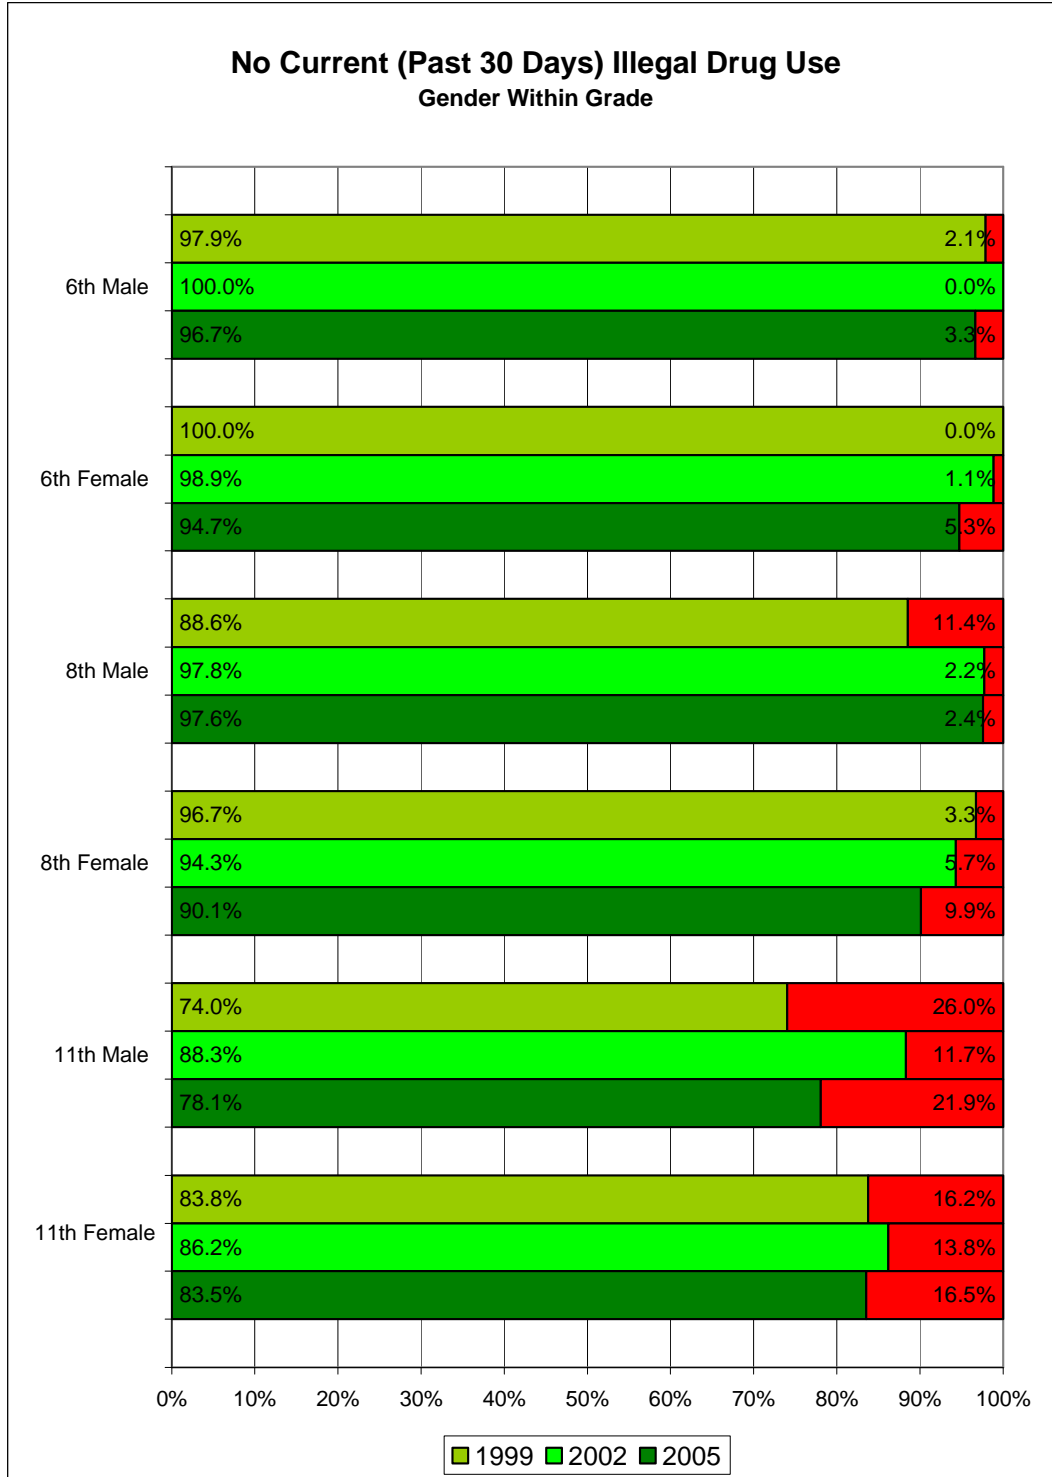 No Current (Past 30 Days) Illegal Drug Use
Gender Within Grade
97.9% 2.1%
6th Male 100.0% 0.0%
96.7% 3.3%
100.0% 0.0%
6th Female 98.9% 1.1%
94.7% 5.3%
88.6% 11.4%
8th Male 97.8% 2.2%
97.6% 2.4%
96.7% 3.3%
8th Female 94.3% 5.7%
90.1% 9.9%
74.0% 26.0%
11th Male 88.3% 11.7%
78.1% 21.9%
83.8% 16.2%
11th Female 86.2% 13.8%
83.5% 16.5%
0% 10% 20% 30% 40% 50% 60% 70% 80% 90% 100%
1999 2002 2005